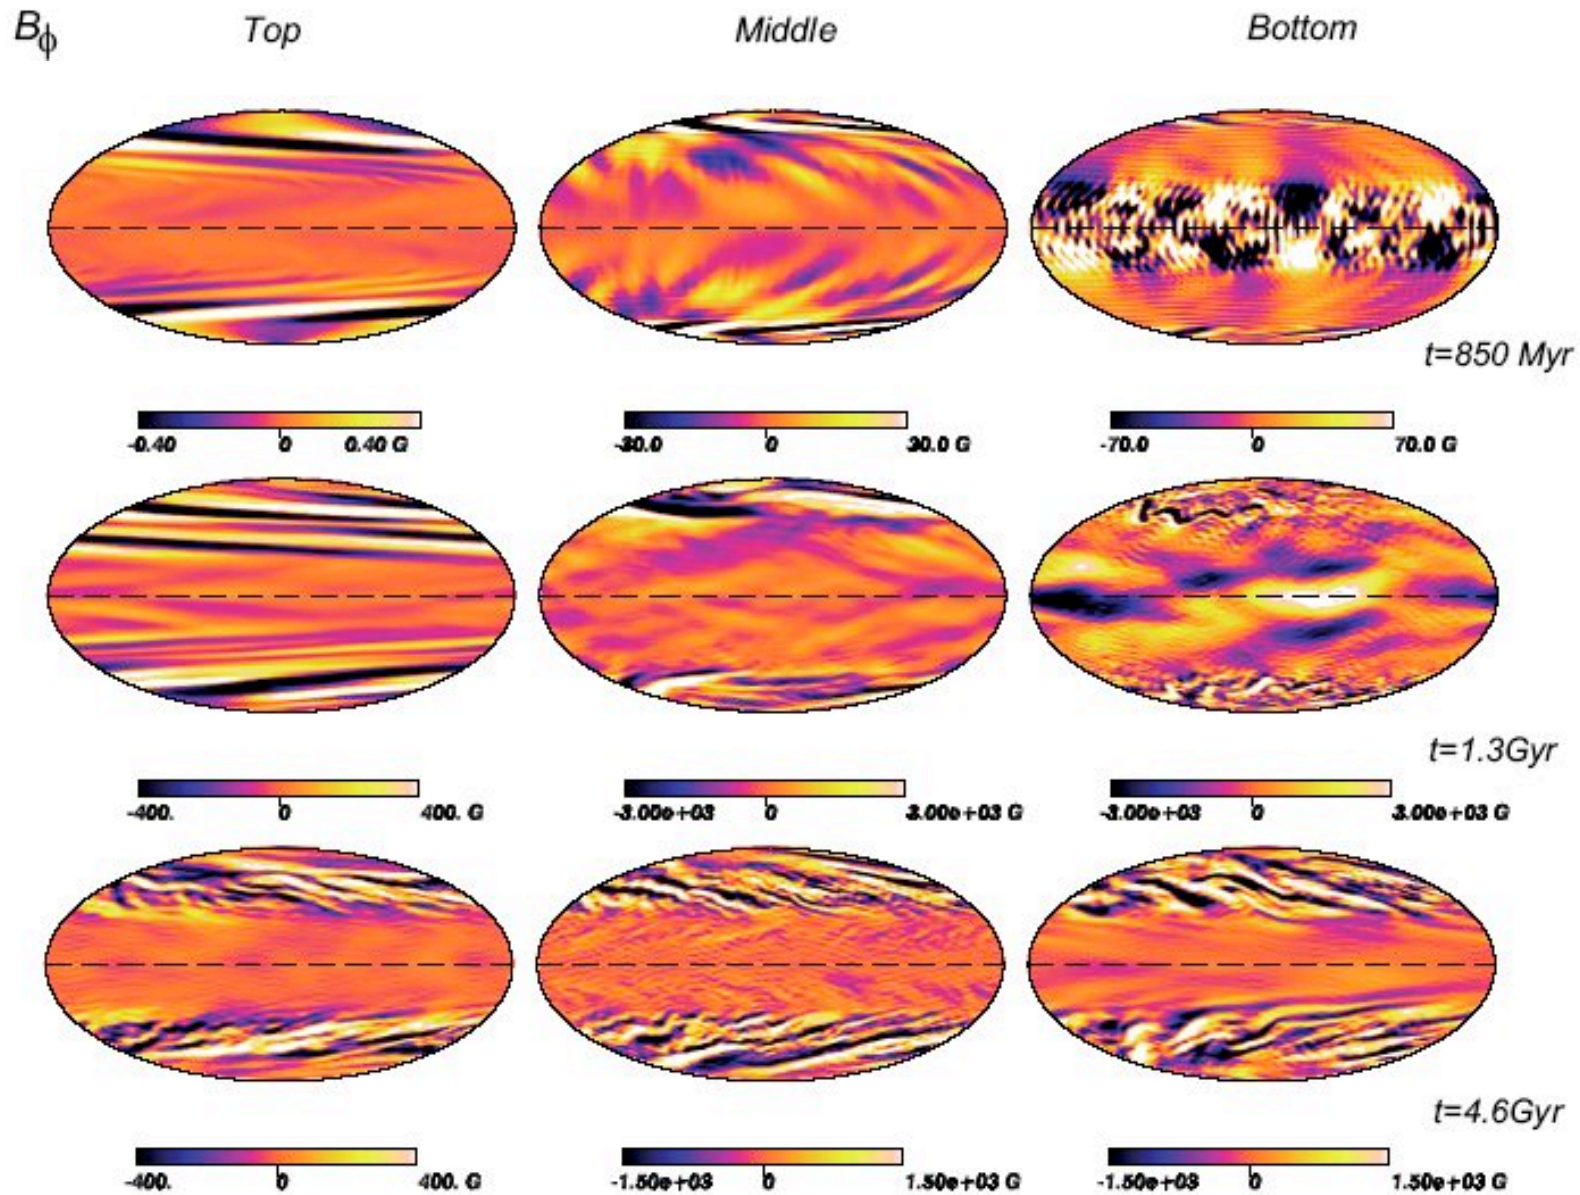 Bϕ Top Middle Bottom
t=850 Myr
-0.40 0 0.40 G -30.0 0 30.0 G -70.0 0 70.0 G
t=1.3Gyr
-400. 0 400. G -3.00e+03 0 3.00e+03 G -3.00e+03 0 3.00e+03 G
t=4.6Gyr
-400. 0 400. G -1.50e+03 0 1.50e+03 G -1.50e+03 0 1.50e+03 G